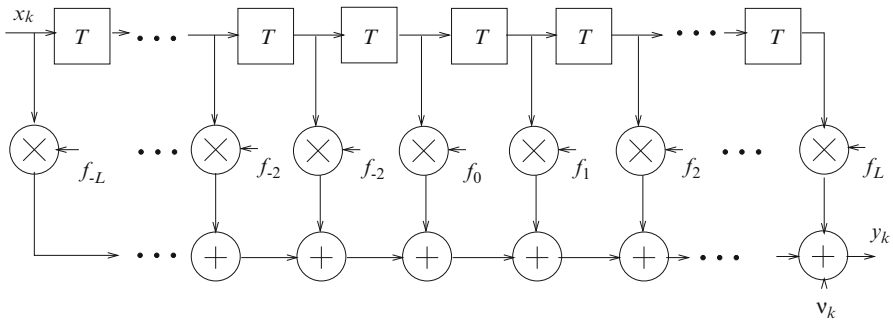 x_k
T T T T T T
f_{-L} f_{-2} f_{-2} f_0 f_1 f_2 f_L
y_k
ν_k